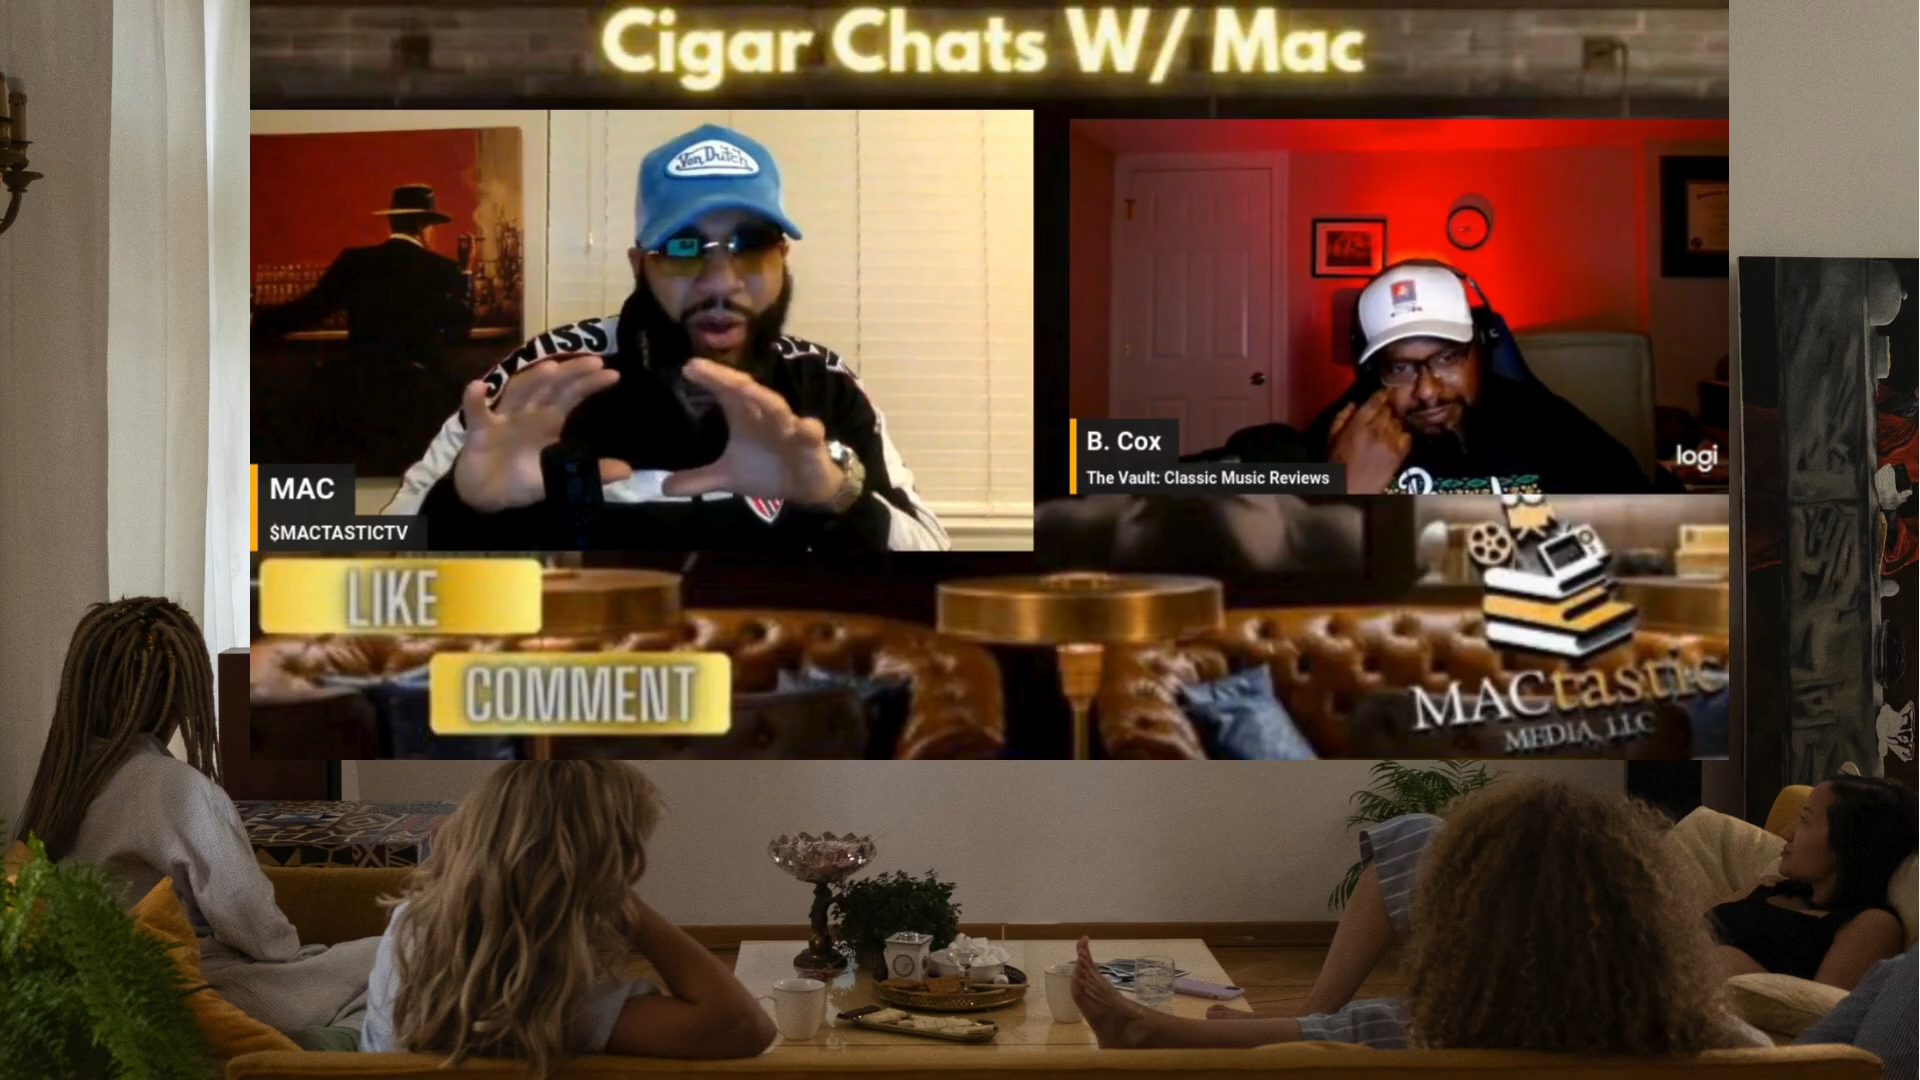 Cigar Chats W/ Mac
Von Dutch
MAC
$MACTASTICTV
B. Cox
The Vault: Classic Music Reviews
logi
LIKE
COMMENT
MACtastic
MEDIA, LLC